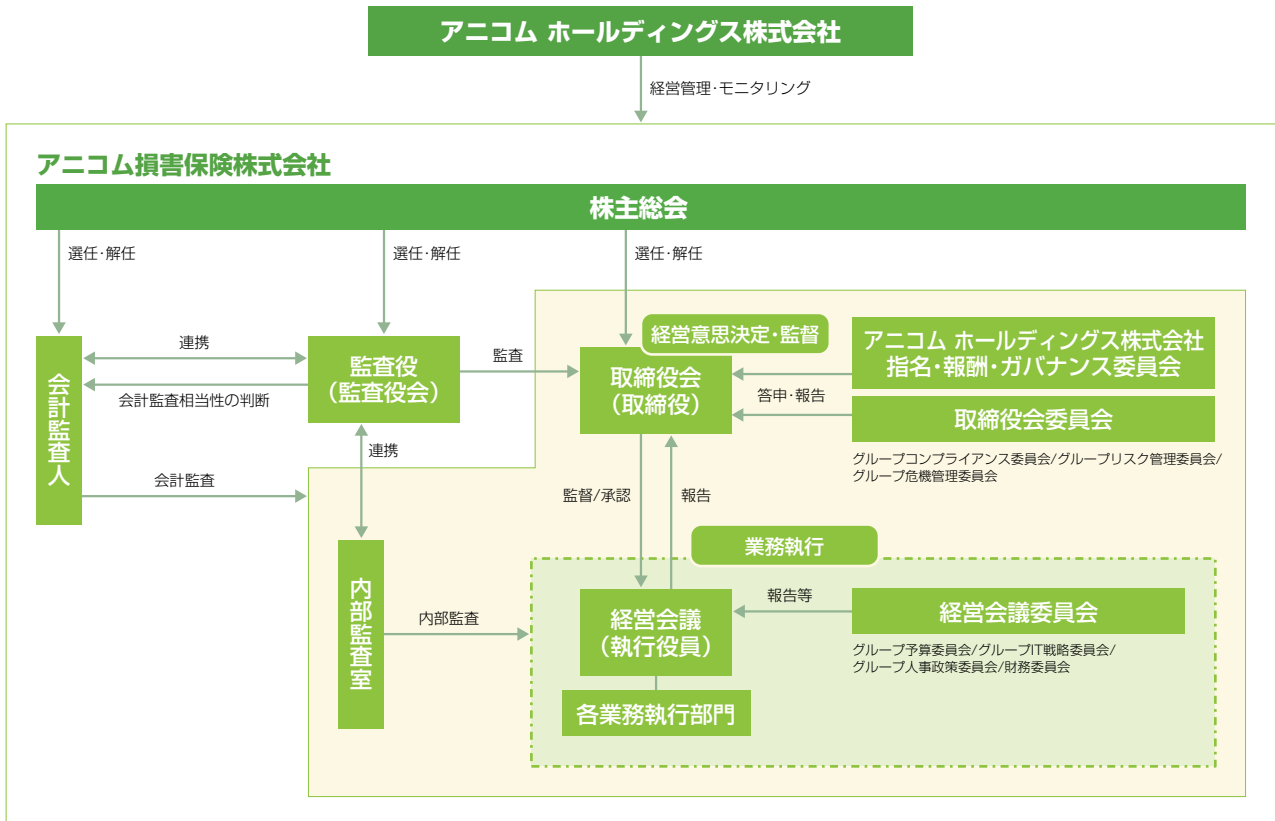 アニコム ホールディングス株式会社
経営管理・モニタリング
アニコム損害保険株式会社
株主総会
選任・解任
選任・解任
選任・解任
経営意思決定・監督
会計監査人
連携
会計監査相当性の判断
監査役
（監査役会）
監査
取締役会
（取締役）
アニコム ホールディングス株式会社
指名・報酬・ガバナンス委員会
答申・報告
取締役会委員会
グループコンプライアンス委員会/グループリスク管理委員会/
グループ危機管理委員会
連携
会計監査
監督/承認
報告
業務執行
内部監査室
内部監査
経営会議
（執行役員）
報告等
経営会議委員会
グループ予算委員会/グループIT戦略委員会/
グループ人事政策委員会/財務委員会
各業務執行部門